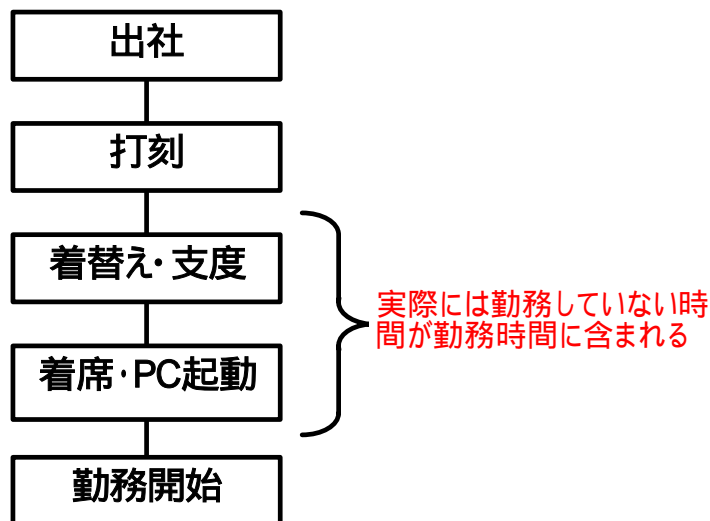 出社
打刻
着替え・支度
着席・PC起動
実際には勤務していない時
間が勤務時間に含まれる
勤務開始